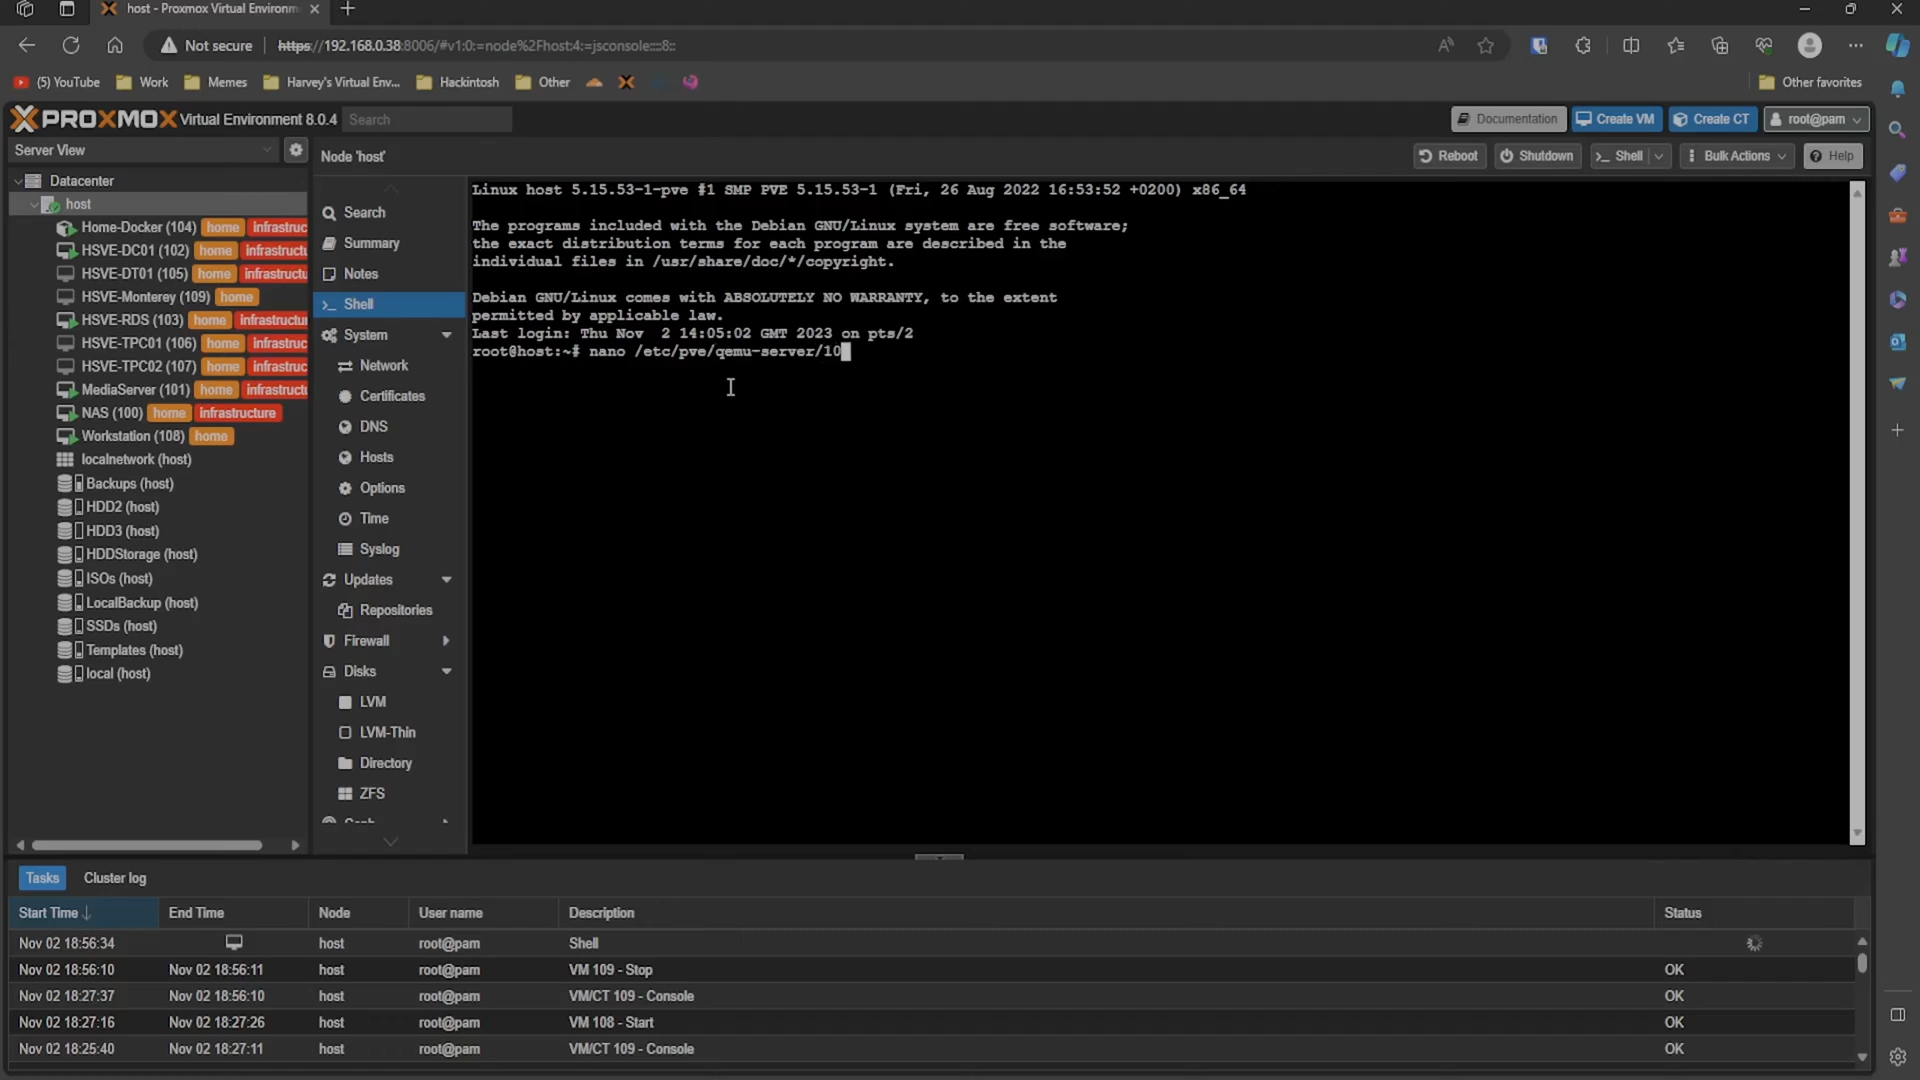 host - Proxmox Virtual Environm
Not secure https://192.168.0.38:8006/#v1:0:=node%2Fhost:4:=jsconsole::::8::
(5) YouTube Work Memes Harvey's Virtual Env... Hackintosh Other Other favorites
PROXMOX Virtual Environment 8.0.4 Search Documentation Create VM Create CT root@pam
Server View Node 'host' Reboot Shutdown Shell Bulk Actions Help
Datacenter
host
Home-Docker (104) home infrastruc
HSVE-DC01 (102) home infrastructu
HSVE-DT01 (105) home infrastructu
HSVE-Monterey (109) home
HSVE-RDS (103) home infrastructu
HSVE-TPC01 (106) home infrastruct
HSVE-TPC02 (107) home infrastruct
MediaServer (101) home infrastruct
NAS (100) home infrastructure
Workstation (108) home
localnetwork (host)
Backups (host)
HDD2 (host)
HDD3 (host)
HDDStorage (host)
ISOs (host)
LocalBackup (host)
SSDs (host)
Templates (host)
local (host)
Search
Summary
Notes
Shell
System
Network
Certificates
DNS
Hosts
Options
Time
Syslog
Updates
Repositories
Firewall
Disks
LVM
LVM-Thin
Directory
ZFS
Linux host 5.15.53-1-pve #1 SMP PVE 5.15.53-1 (Fri, 26 Aug 2022 16:53:52 +0200) x86_64
The programs included with the Debian GNU/Linux system are free software;
the exact distribution terms for each program are described in the
individual files in /usr/share/doc/*/copyright.
Debian GNU/Linux comes with ABSOLUTELY NO WARRANTY, to the extent
permitted by applicable law.
Last login: Thu Nov  2 14:05:02 GMT 2023 on pts/2
root@host:~# nano /etc/pve/qemu-server/10
Tasks Cluster log
Start Time End Time Node User name Description Status
Nov 02 18:56:34 host root@pam Shell
Nov 02 18:56:10 Nov 02 18:56:11 host root@pam VM 109 - Stop OK
Nov 02 18:27:37 Nov 02 18:56:10 host root@pam VM/CT 109 - Console OK
Nov 02 18:27:16 Nov 02 18:27:26 host root@pam VM 108 - Start OK
Nov 02 18:25:40 Nov 02 18:27:11 host root@pam VM/CT 109 - Console OK